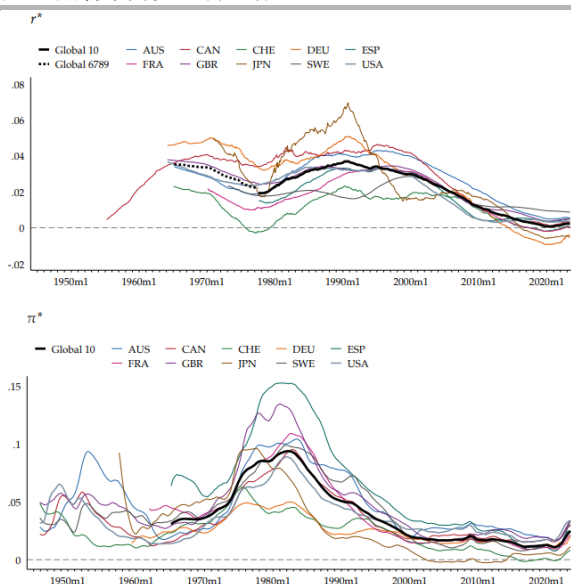 r*
Global 10 AUS CAN CHE DEU ESP
Global 6789 FRA GBR JPN SWE USA
.08
.06
.04
.02
0
-.02
1950m1 1960m1 1970m1 1980m1 1990m1 2000m1 2010m1 2020m1
π*
Global 10 AUS CAN CHE DEU ESP
FRA GBR JPN SWE USA
.15
.1
.05
0
1950m1 1960m1 1970m1 1980m1 1990m1 2000m1 2010m1 2020m1